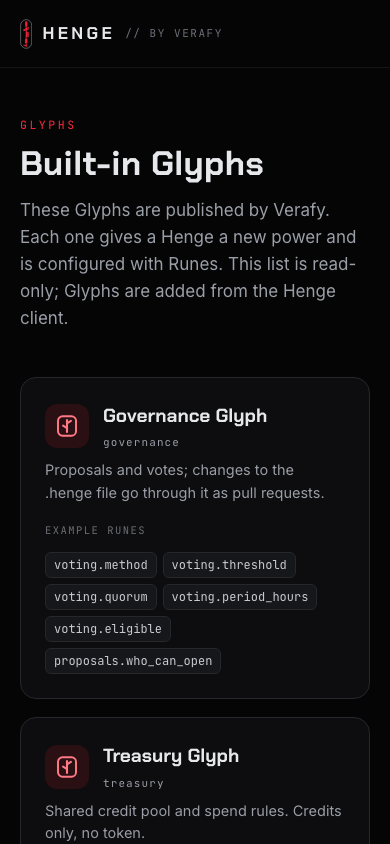 HENGE // BY VERAFY
GLYPHS
Built-in Glyphs
These Glyphs are published by Verafy.
Each one gives a Henge a new power and
is configured with Runes. This list is read-
only; Glyphs are added from the Henge
client.
Governance Glyph
governance
Proposals and votes; changes to the
.henge file go through it as pull requests.
EXAMPLE RUNES
voting.method voting.threshold
voting.quorum voting.period_hours
voting.eligible
proposals.who_can_open
Treasury Glyph
treasury
Shared credit pool and spend rules. Credits
only, no token.